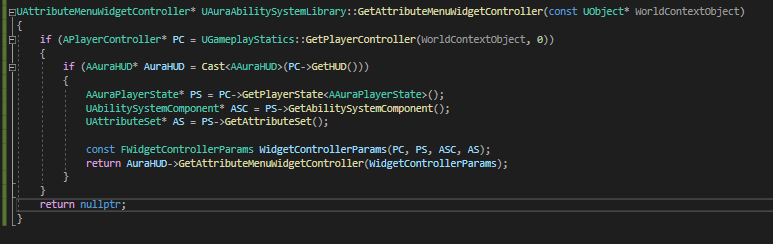 UAttributeMenuWidgetController* UAuraAbilitySystemLibrary::GetAttributeMenuWidgetController(const UObject* WorldContextObject)
{
    if (APlayerController* PC = UGameplayStatics::GetPlayerController(WorldContextObject, 0))
    {
        if (AAuraHUD* AuraHUD = Cast<AAuraHUD>(PC->GetHUD()))
        {
            AAuraPlayerState* PS = PC->GetPlayerState<AAuraPlayerState>();
            UAbilitySystemComponent* ASC = PS->GetAbilitySystemComponent();
            UAttributeSet* AS = PS->GetAttributeSet();

            const FWidgetControllerParams WidgetControllerParams(PC, PS, ASC, AS);
            return AuraHUD->GetAttributeMenuWidgetController(WidgetControllerParams);
        }
    }
    return nullptr;
}